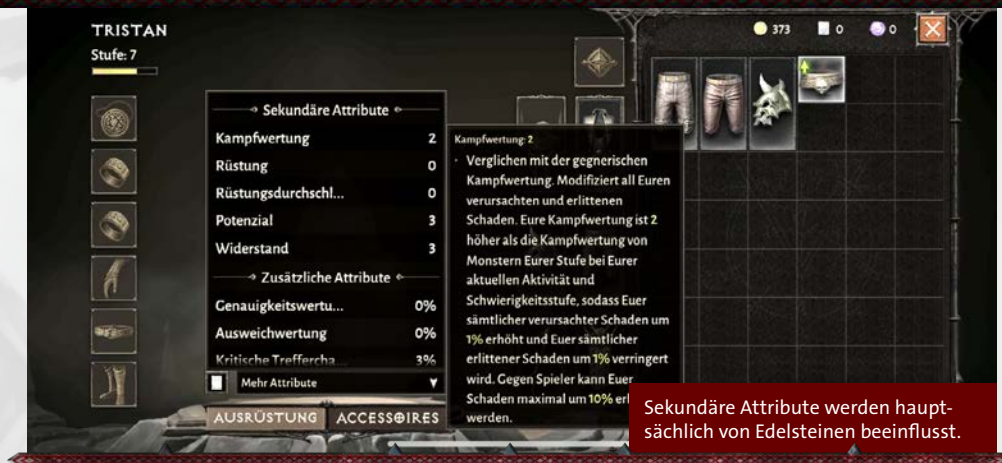 TRISTAN
Stufe: 7
373
0
0
Sekundäre Attribute
Kampfwertung 2
Rüstung 0
Rüstungsdurchschl... 0
Potenzial 3
Widerstand 3
Zusätzliche Attribute
Genauigkeitswertu... 0%
Ausweichwertung 0%
Kritische Treffercha... 3%
Mehr Attribute
AUSRÜSTUNG ACCESSOIRES
Kampfwertung: 2
· Verglichen mit der gegnerischen
Kampfwertung. Modifiziert all Euren
verursachten und erlittenen
Schaden. Eure Kampfwertung ist 2
höher als die Kampfwertung von
Monstern Eurer Stufe bei Eurer
aktuellen Aktivität und
Schwierigkeitsstufe, sodass Euer
sämtlicher verursachter Schaden um
1% erhöht und Euer sämtlicher
erlittener Schaden um 1% verringert
wird. Gegen Spieler kann Euer
Schaden maximal um 10%
werden.
Sekundäre Attribute werden haupt-
sächlich von Edelsteinen beeinflusst.